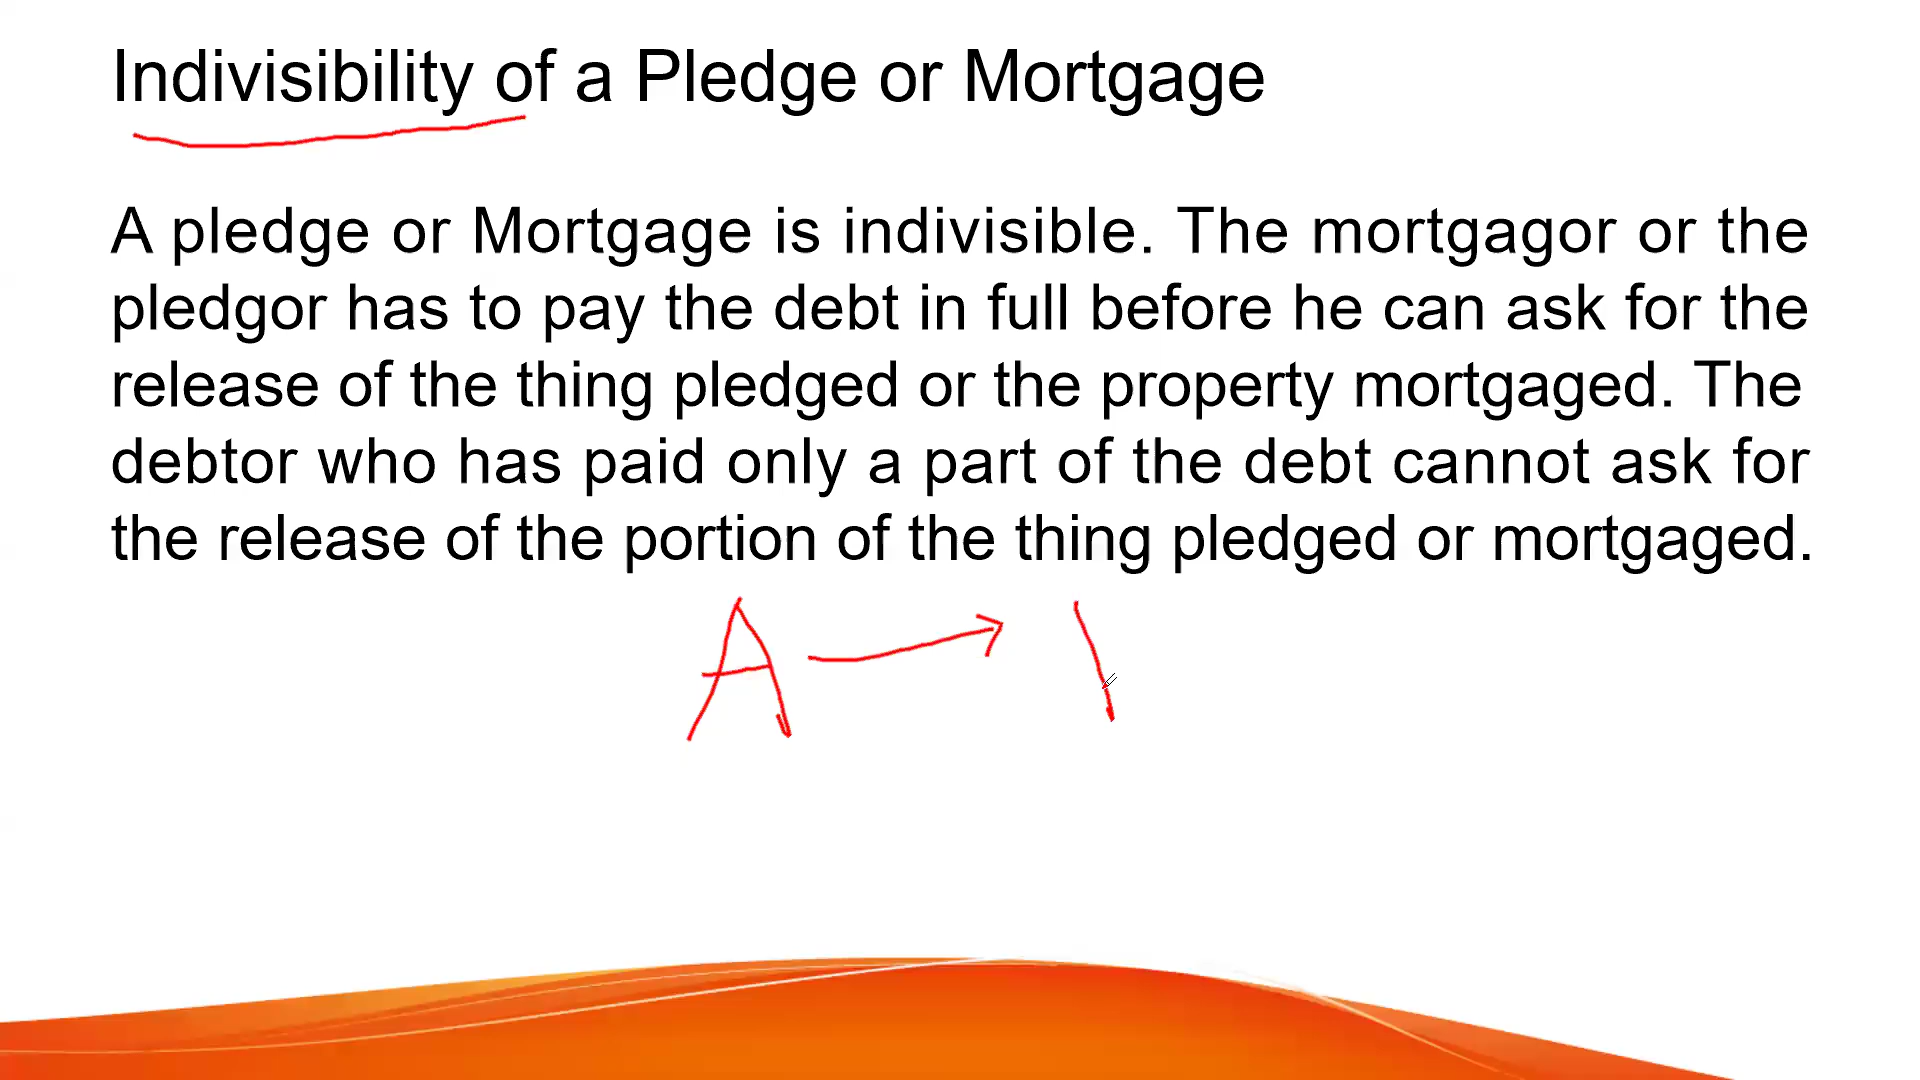 Indivisibility of a Pledge or Mortgage
A pledge or Mortgage is indivisible. The mortgagor or the
pledgor has to pay the debt in full before he can ask for the
release of the thing pledged or the property mortgaged. The
debtor who has paid only a part of the debt cannot ask for
the release of the portion of the thing pledged or mortgaged.
A